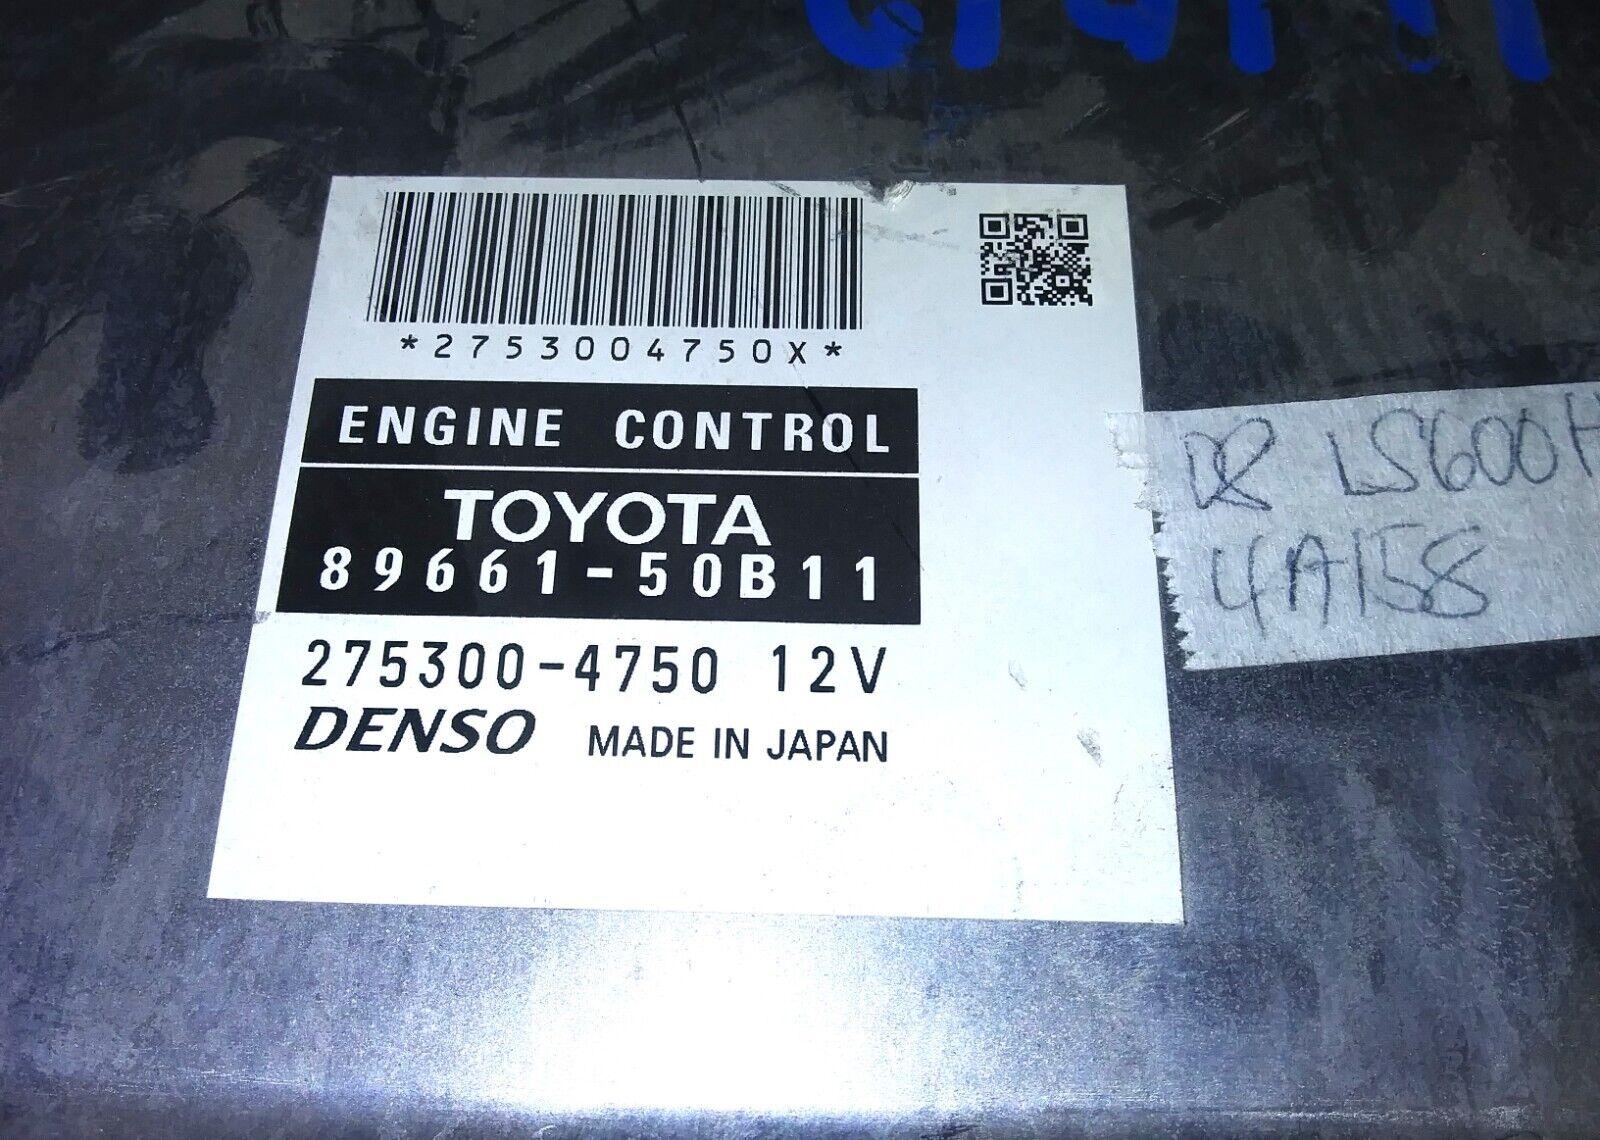 *2753004750X*
ENGINE CONTROL
TOYOTA
89661-50B11
275300-4750 12V
DENSO MADE IN JAPAN
LS600H
4A158